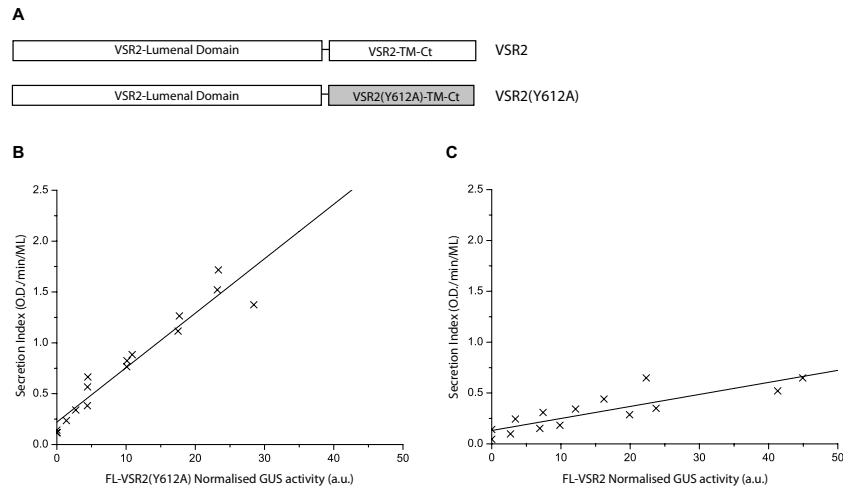 A
VSR2-Lumenal Domain VSR2-TM-Ct VSR2
VSR2-Lumenal Domain VSR2(Y612A)-TM-Ct VSR2(Y612A)
B
2.5
2.0
1.5
1.0
0.5
0.0
Secretion Index (O.D./min/ML)
0 10 20 30 40 50
FL-VSR2(Y612A) Normalised GUS activity (a.u.)
C
2.5
2.0
1.5
1.0
0.5
0.0
Secretion Index (O.D./min/ML)
0 10 20 30 40 50
FL-VSR2 Normalised GUS activity (a.u.)